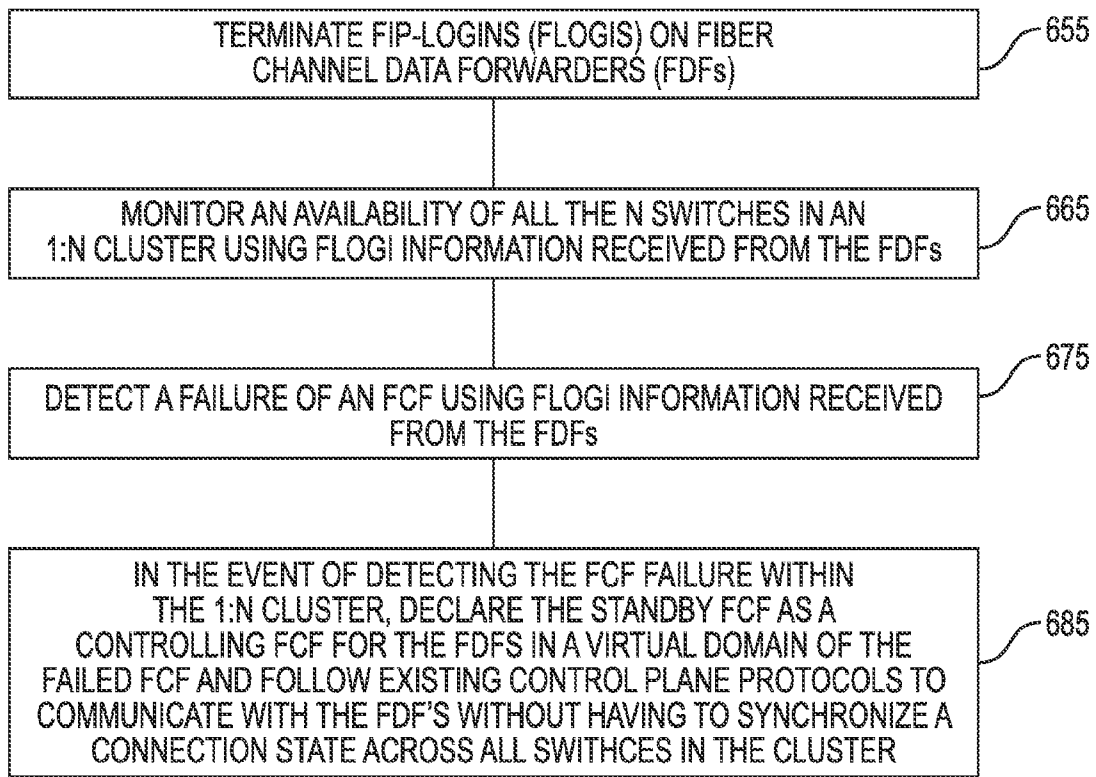 TERMINATE FIP-LOGINS (FLOGIS) ON FIBER
CHANNEL DATA FORWARDERS (FDFs)
655
MONITOR AN AVAILABILITY OF ALL THE N SWITCHES IN AN
1:N CLUSTER USING FLOGI INFORMATION RECEIVED FROM THE FDFs
665
DETECT A FAILURE OF AN FCF USING FLOGI INFORMATION RECEIVED
FROM THE FDFs
675
IN THE EVENT OF DETECTING THE FCF FAILURE WITHIN
THE 1:N CLUSTER, DECLARE THE STANDBY FCF AS A
CONTROLLING FCF FOR THE FDFS IN A VIRTUAL DOMAIN OF THE
FAILED FCF AND FOLLOW EXISTING CONTROL PLANE PROTOCOLS TO
COMMUNICATE WITH THE FDF'S WITHOUT HAVING TO SYNCHRONIZE A
CONNECTION STATE ACROSS ALL SWITHCES IN THE CLUSTER
685